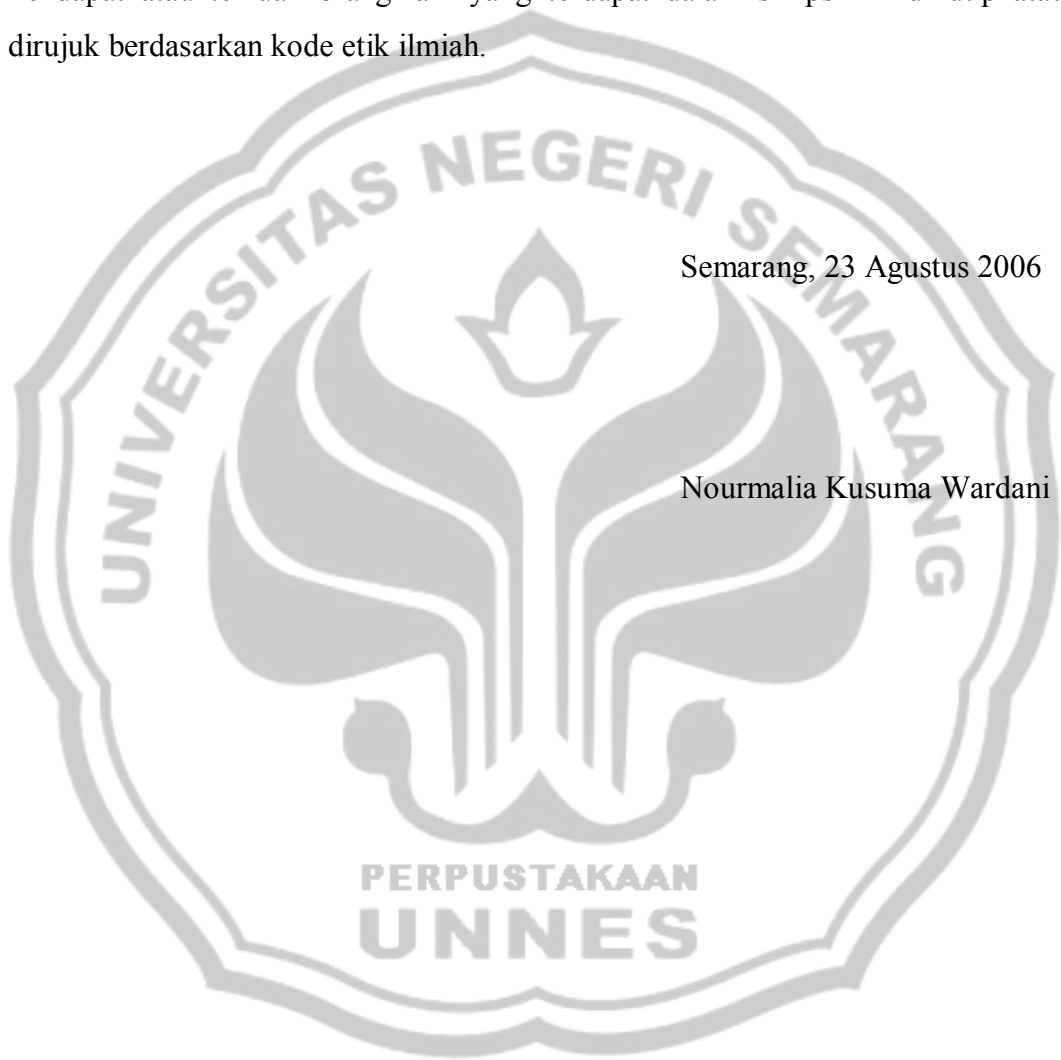 dirujuk berdasarkan kode etik ilmiah.
UNIVERSITAS NEGERI SEMARANG
Semarang, 23 Agustus 2006
Nourmalia Kusuma Wardani
PERPUSTAKAAN
UNNES